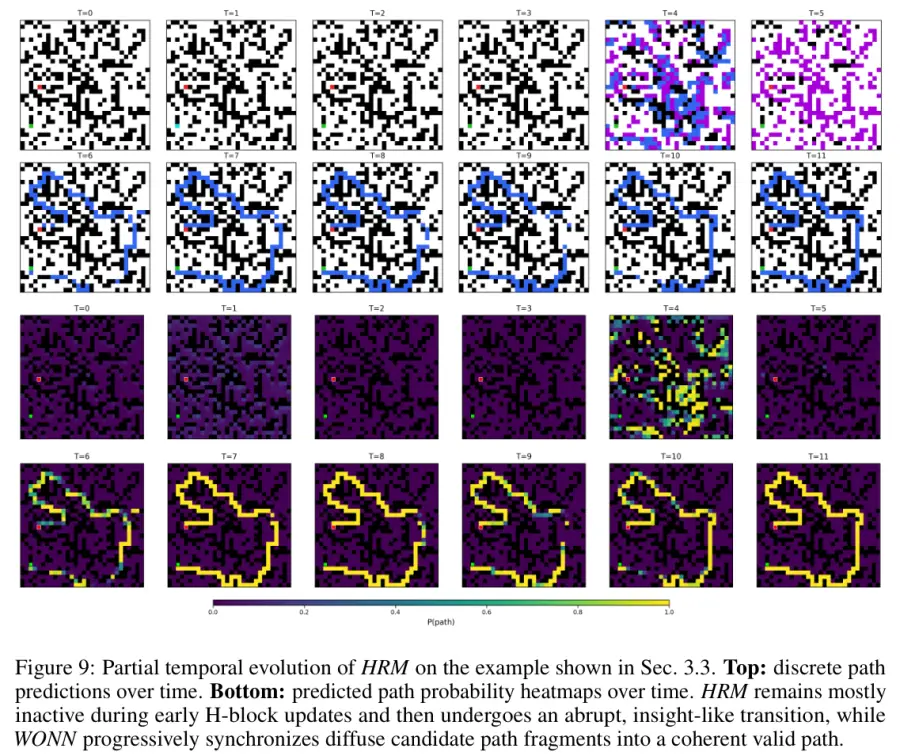 T=0 T=1 T=2 T=3 T=4 T=5
T=6 T=7 T=8 T=9 T=10 T=11
T=0 T=1 T=2 T=3 T=4 T=5
T=6 T=7 T=8 T=9 T=10 T=11
0.0 0.2 0.4 0.6 0.8 1.0
P(path)
Figure 9: Partial temporal evolution of HRM on the example shown in Sec. 3.3. Top: discrete path
predictions over time. Bottom: predicted path probability heatmaps over time. HRM remains mostly
inactive during early H-block updates and then undergoes an abrupt, insight-like transition, while
WONN progressively synchronizes diffuse candidate path fragments into a coherent valid path.